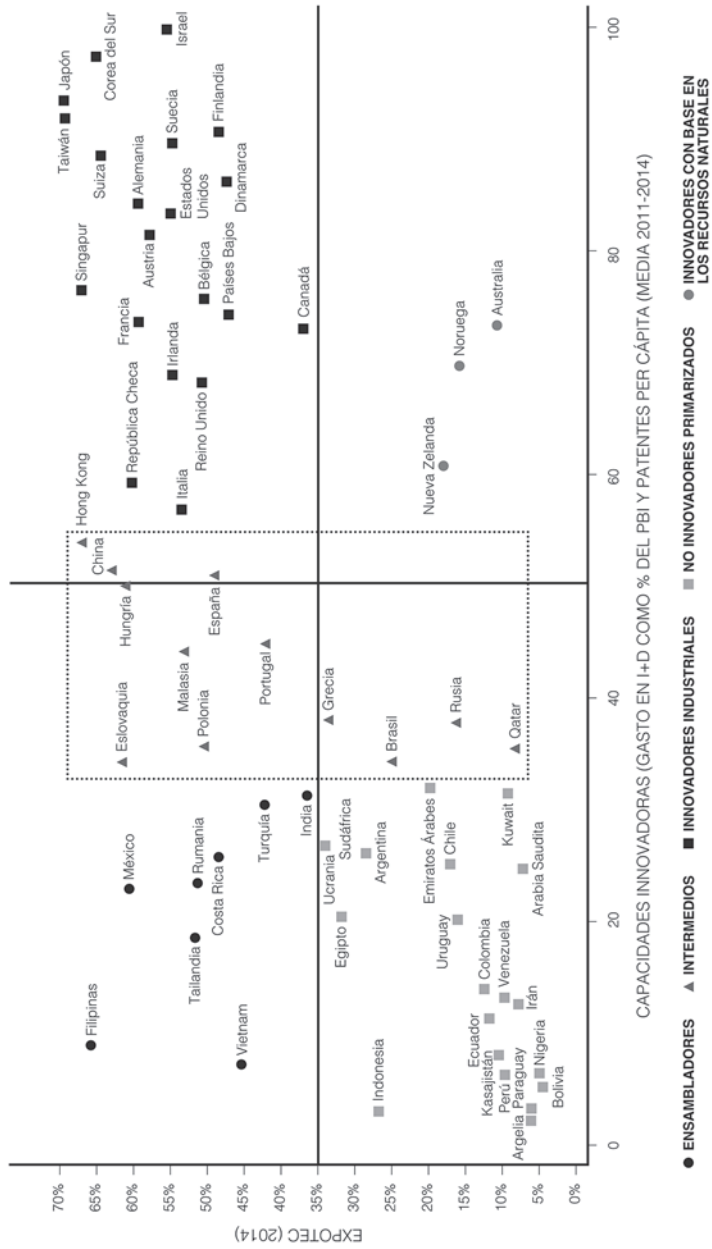 EXPOTEC (2014)
70%
65%
60%
55%
50%
45%
40%
35%
30%
25%
20%
15%
10%
5%
0%
Filipinas
México
Tailandia
Rumania
Costa Rica
Vietnam
Turquía
India
Eslovaquia
Hungría
China
Hong Kong
Malasia
Polonia
España
Portugal
Grecia
Brasil
Rusia
Qatar
República Checa
Italia
Francia
Singapur
Irlanda
Reino Unido
Austria
Bélgica
Países Bajos
Canadá
Suiza
Taiwán
Japón
Alemania
Estados
Unidos
Suecia
Finlandia
Dinamarca
Corea del Sur
Israel
Nueva Zelanda
Noruega
Australia
Ucrania
Sudáfrica
Egipto
Argentina
Indonesia
Emiratos Árabes
Chile
Uruguay
Kuwait
Arabia Saudita
Colombia
Venezuela
Irán
Ecuador
Kasajistán
Perú
Paraguay
Argelia
Nigeria
Bolivia
0
20
40
60
80
100
CAPACIDADES INNOVADORAS (GASTO EN I+D COMO % DEL PBI Y PATENTES PER CÁPITA (MEDIA 2011-2014)
ENSAMBLADORES
INTERMEDIOS
INNOVADORES INDUSTRIALES
NO INNOVADORES PRIMARIZADOS
INNOVADORES CON BASE EN
LOS RECURSOS NATURALES